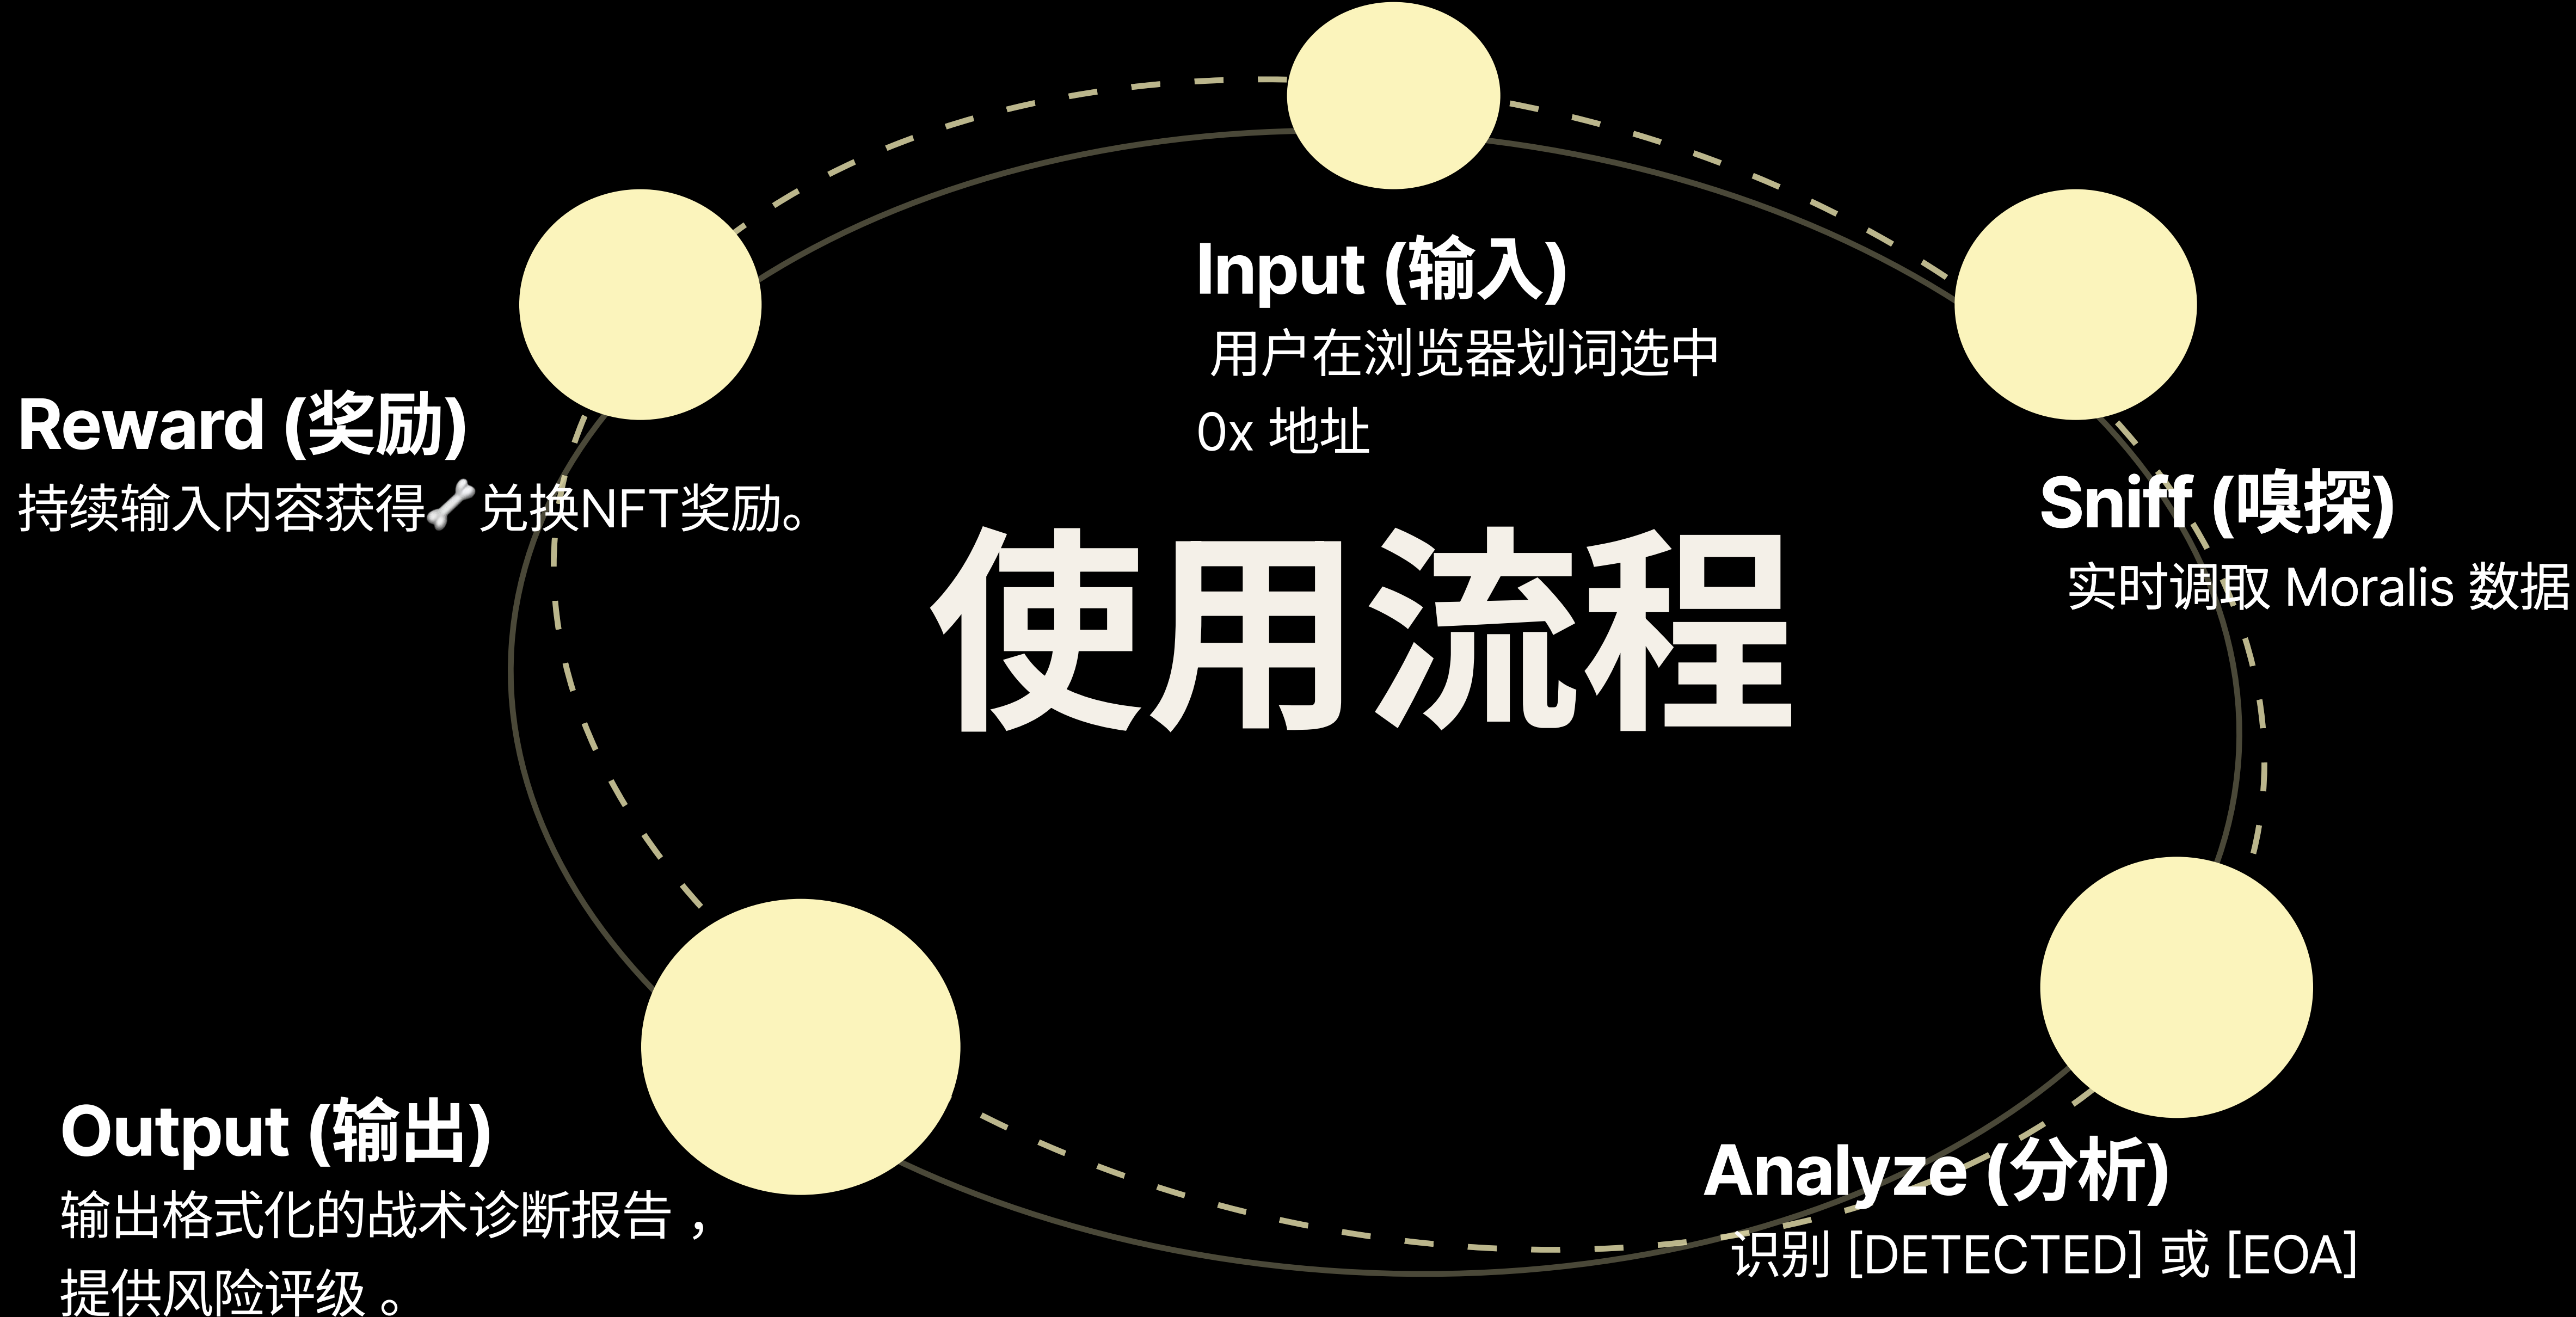 Input (输入)
用户在浏览器划词选中
0x 地址
Reward (奖励)
持续输入内容获得🦴兑换NFT奖励。
Sniff (嗅探)
实时调取 Moralis 数据
使用流程
Output (输出)
输出格式化的战术诊断报告 ，
提供风险评级 。
Analyze (分析)
识别 [DETECTED] 或 [EOA]